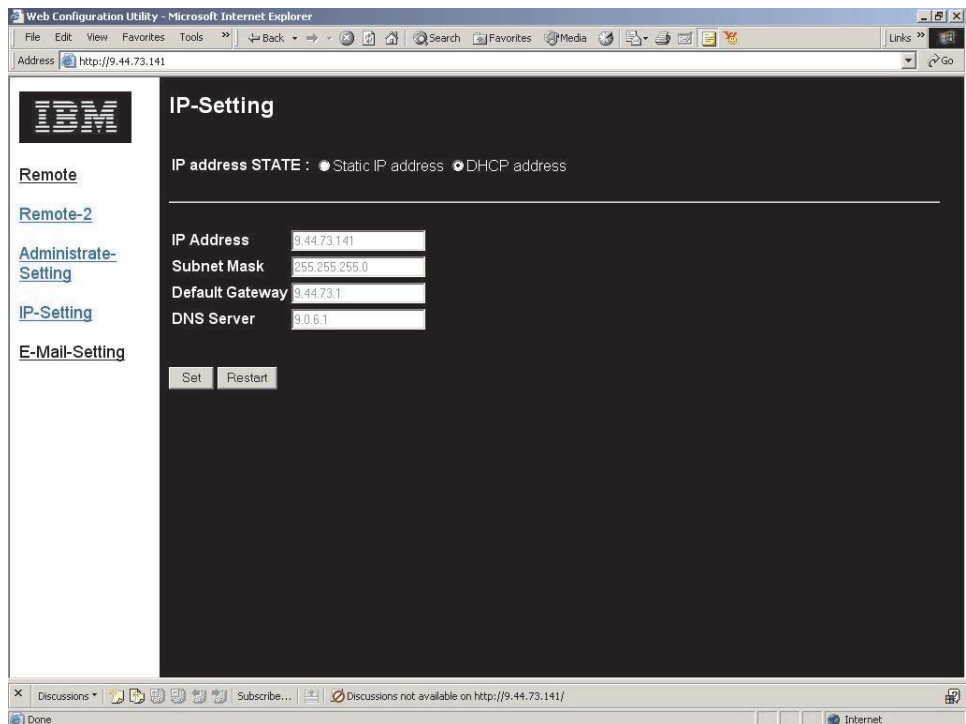 Web Configuration Utility - Microsoft Internet Explorer
File Edit View Favorites Tools » Back Search Favorites Media Links »
Address http://9.44.73.141 Go
IBM
IP-Setting
IP address STATE : Static IP address DHCP address
Remote
Remote-2
Administrate-
Setting
IP-Setting
E-Mail-Setting
IP Address 9.44.73.141
Subnet Mask 255.255.255.0
Default Gateway 9.44.73.1
DNS Server 9.0.6.1
Set Restart
Discussions Subscribe... Discussions not available on http://9.44.73.141/
Done Internet